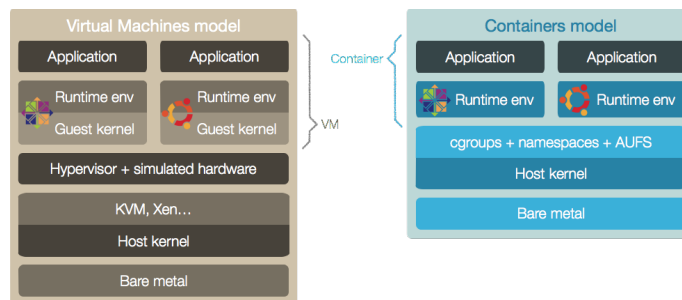 Virtual Machines model
Application
Application
Runtime env
Runtime env
Guest kernel
Guest kernel
VM
Hypervisor + simulated hardware
KVM, Xen...
Host kernel
Bare metal
Containers model
Container
Application
Application
Runtime env
Runtime env
cgroups + namespaces + AUFS
Host kernel
Bare metal